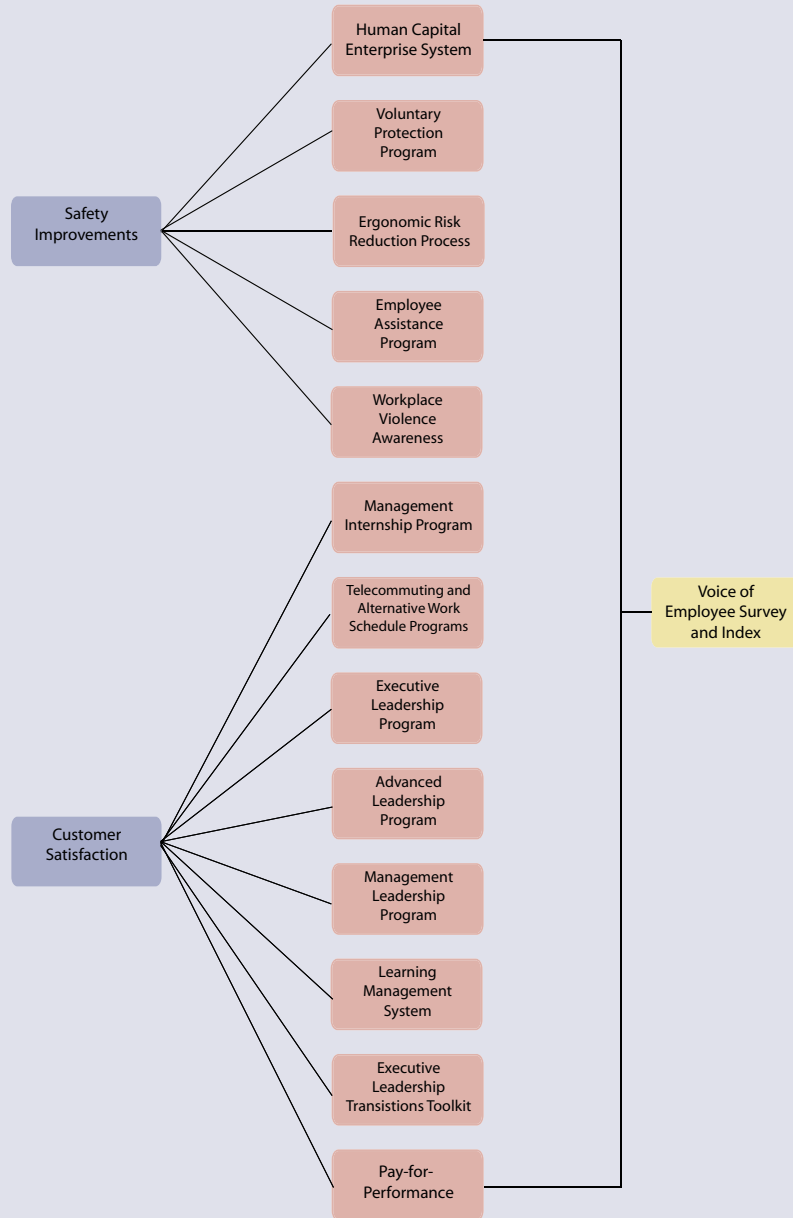 Human Capital
Enterprise System
Voluntary
Protection
Program
Safety
Improvements
Ergonomic Risk
Reduction Process
Employee
Assistance
Program
Workplace
Violence
Awareness
Management
Internship Program
Telecommuting and
Alternative Work
Schedule Programs
Voice of
Employee Survey
and Index
Executive
Leadership
Program
Advanced
Leadership
Program
Customer
Satisfaction
Management
Leadership
Program
Learning
Management
System
Executive
Leadership
Transistions Toolkit
Pay-for-
Performance